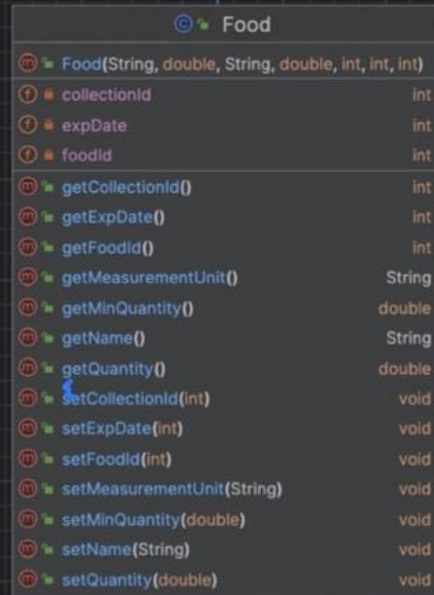 Food
Food(String, double, String, double, int, int, int)
collectionId int
expDate int
foodId int
getCollectionId() int
getExpDate() int
getFoodId() int
getMeasurementUnit() String
getMinQuantity() double
getName() String
getQuantity() double
setCollectionId(int) void
setExpDate(int) void
setFoodId(int) void
setMeasurementUnit(String) void
setMinQuantity(double) void
setName(String) void
setQuantity(double) void